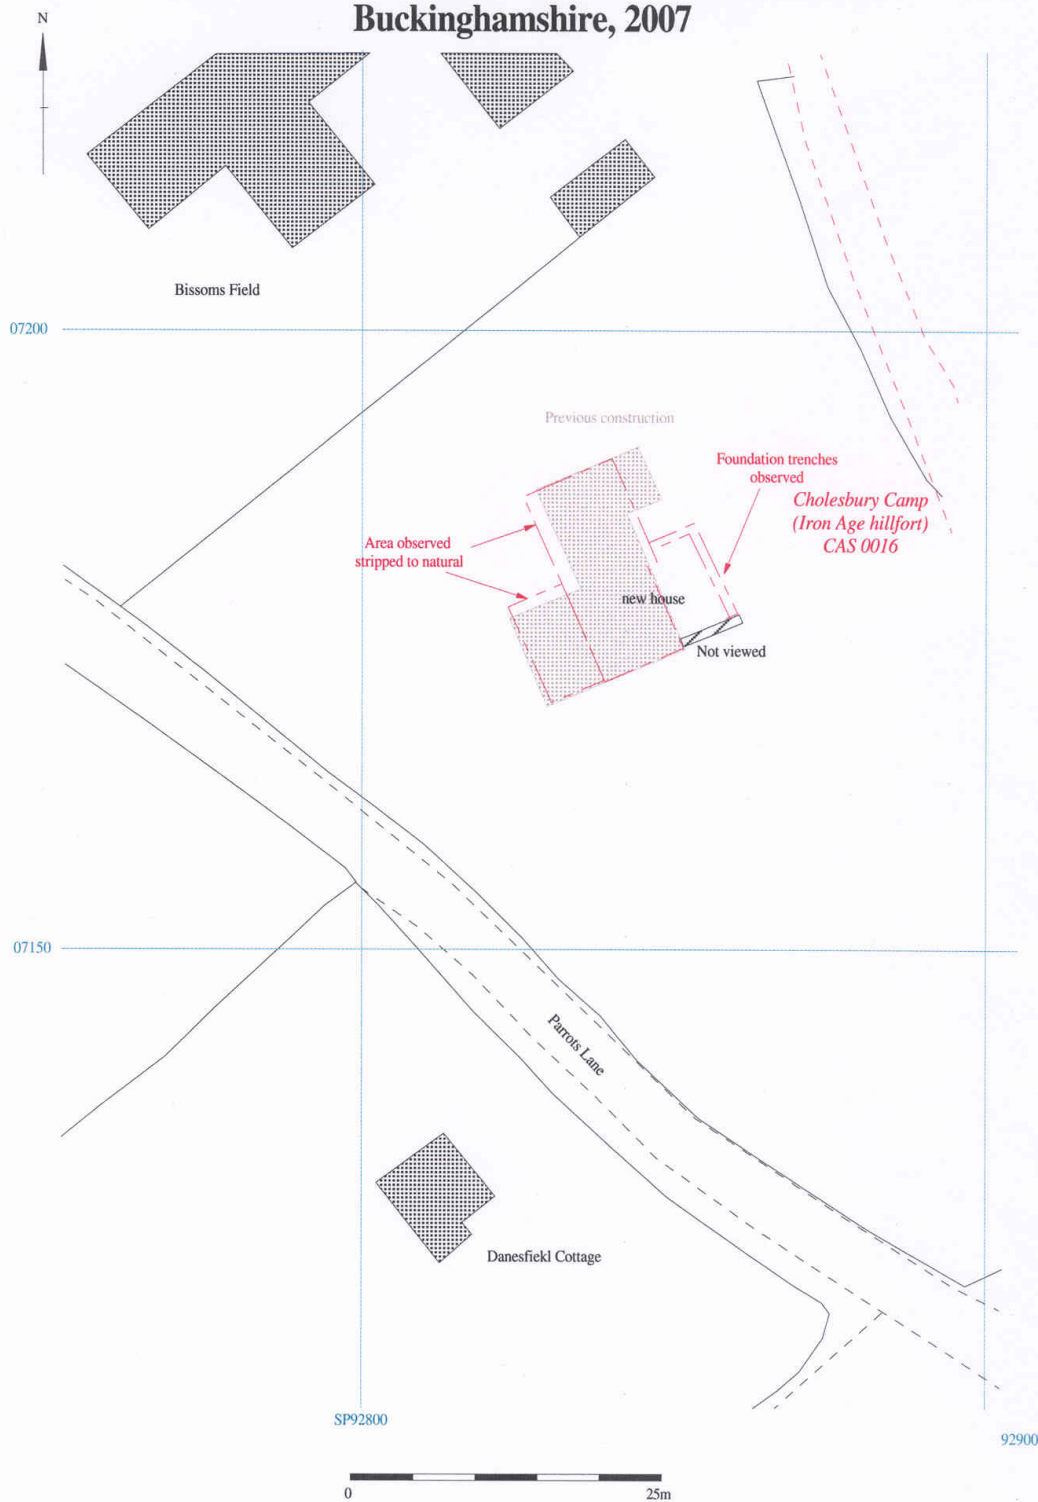 Buckinghamshire, 2007
N
Bissoms Field
07200
Previous construction
Foundation trenches
observed
Cholesbury Camp
(Iron Age hillfort)
CAS 0016
Area observed
stripped to natural
new house
Not viewed
07150
Parrots Lane
Danesfiekl Cottage
SP92800
92900
0
25m